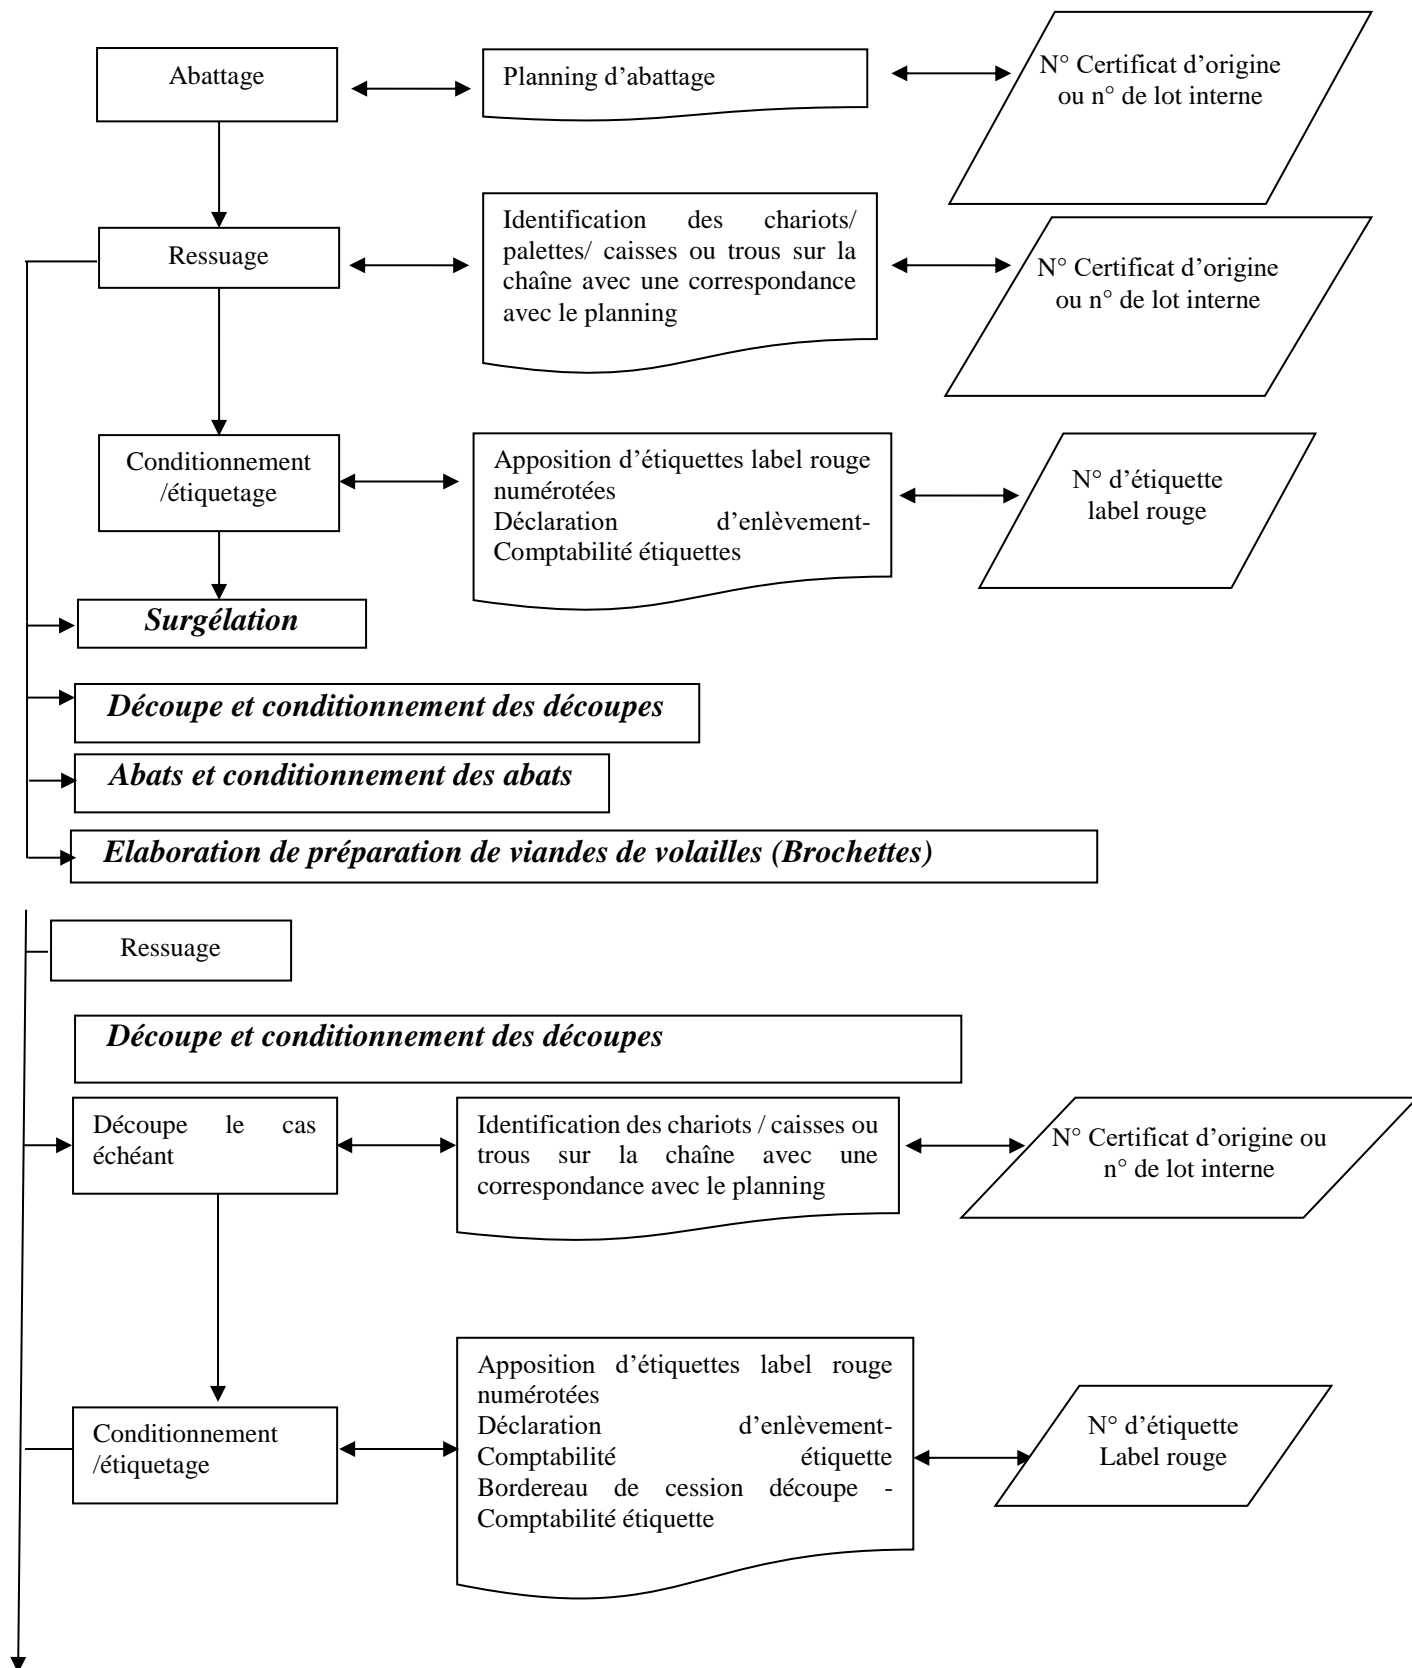 Abattage
Planning d’abattage
N° Certificat d’origine
ou n° de lot interne
Ressuage
Identification des chariots/
palettes/ caisses ou trous sur la
chaîne avec une correspondance
avec le planning
N° Certificat d’origine
ou n° de lot interne
Conditionnement
/étiquetage
Apposition d’étiquettes label rouge
numérotées
Déclaration d’enlèvement-
Comptabilité étiquettes
N° d’étiquette
label rouge
Surgélation
Découpe et conditionnement des découpes
Abats et conditionnement des abats
Elaboration de préparation de viandes de volailles (Brochettes)
Ressuage
Découpe et conditionnement des découpes
Découpe le cas
échéant
Identification des chariots / caisses ou
trous sur la chaîne avec une
correspondance avec le planning
N° Certificat d’origine ou
n° de lot interne
Conditionnement
/étiquetage
Apposition d’étiquettes label rouge
numérotées
Déclaration d’enlèvement-
Comptabilité étiquette
Bordereau de cession découpe -
Comptabilité étiquette
N° d’étiquette
Label rouge